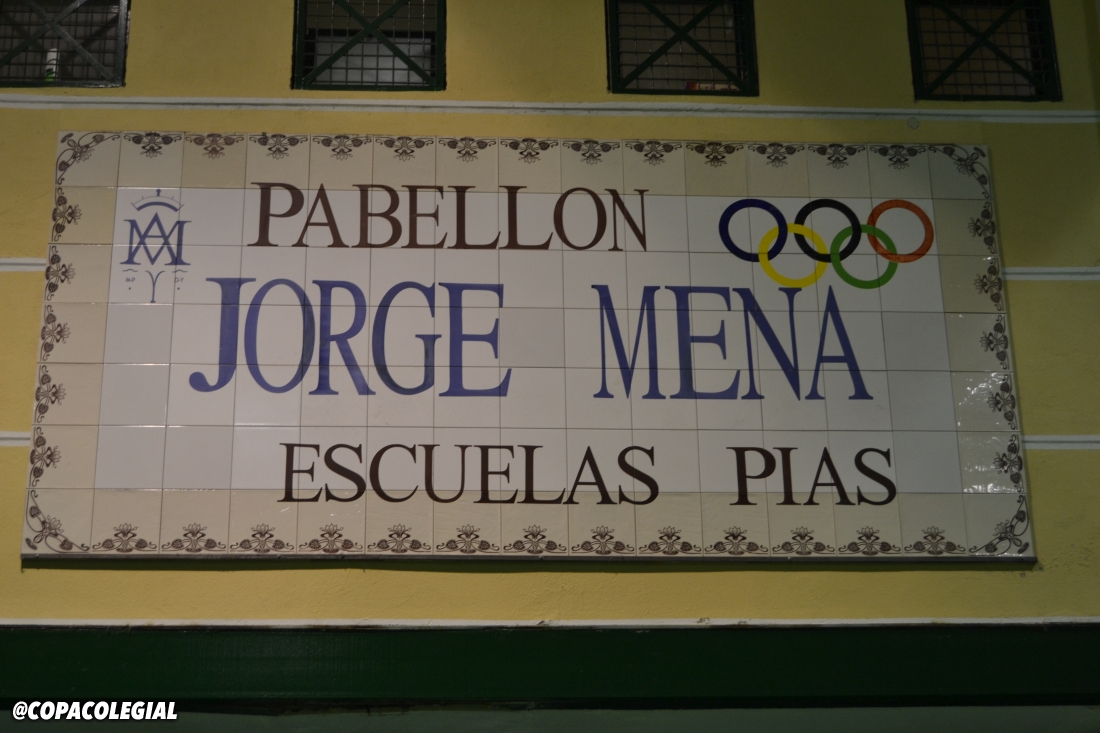 PABELLON
JORGE MENA
ESCUELAS PIAS
@COPACOLEGIAL